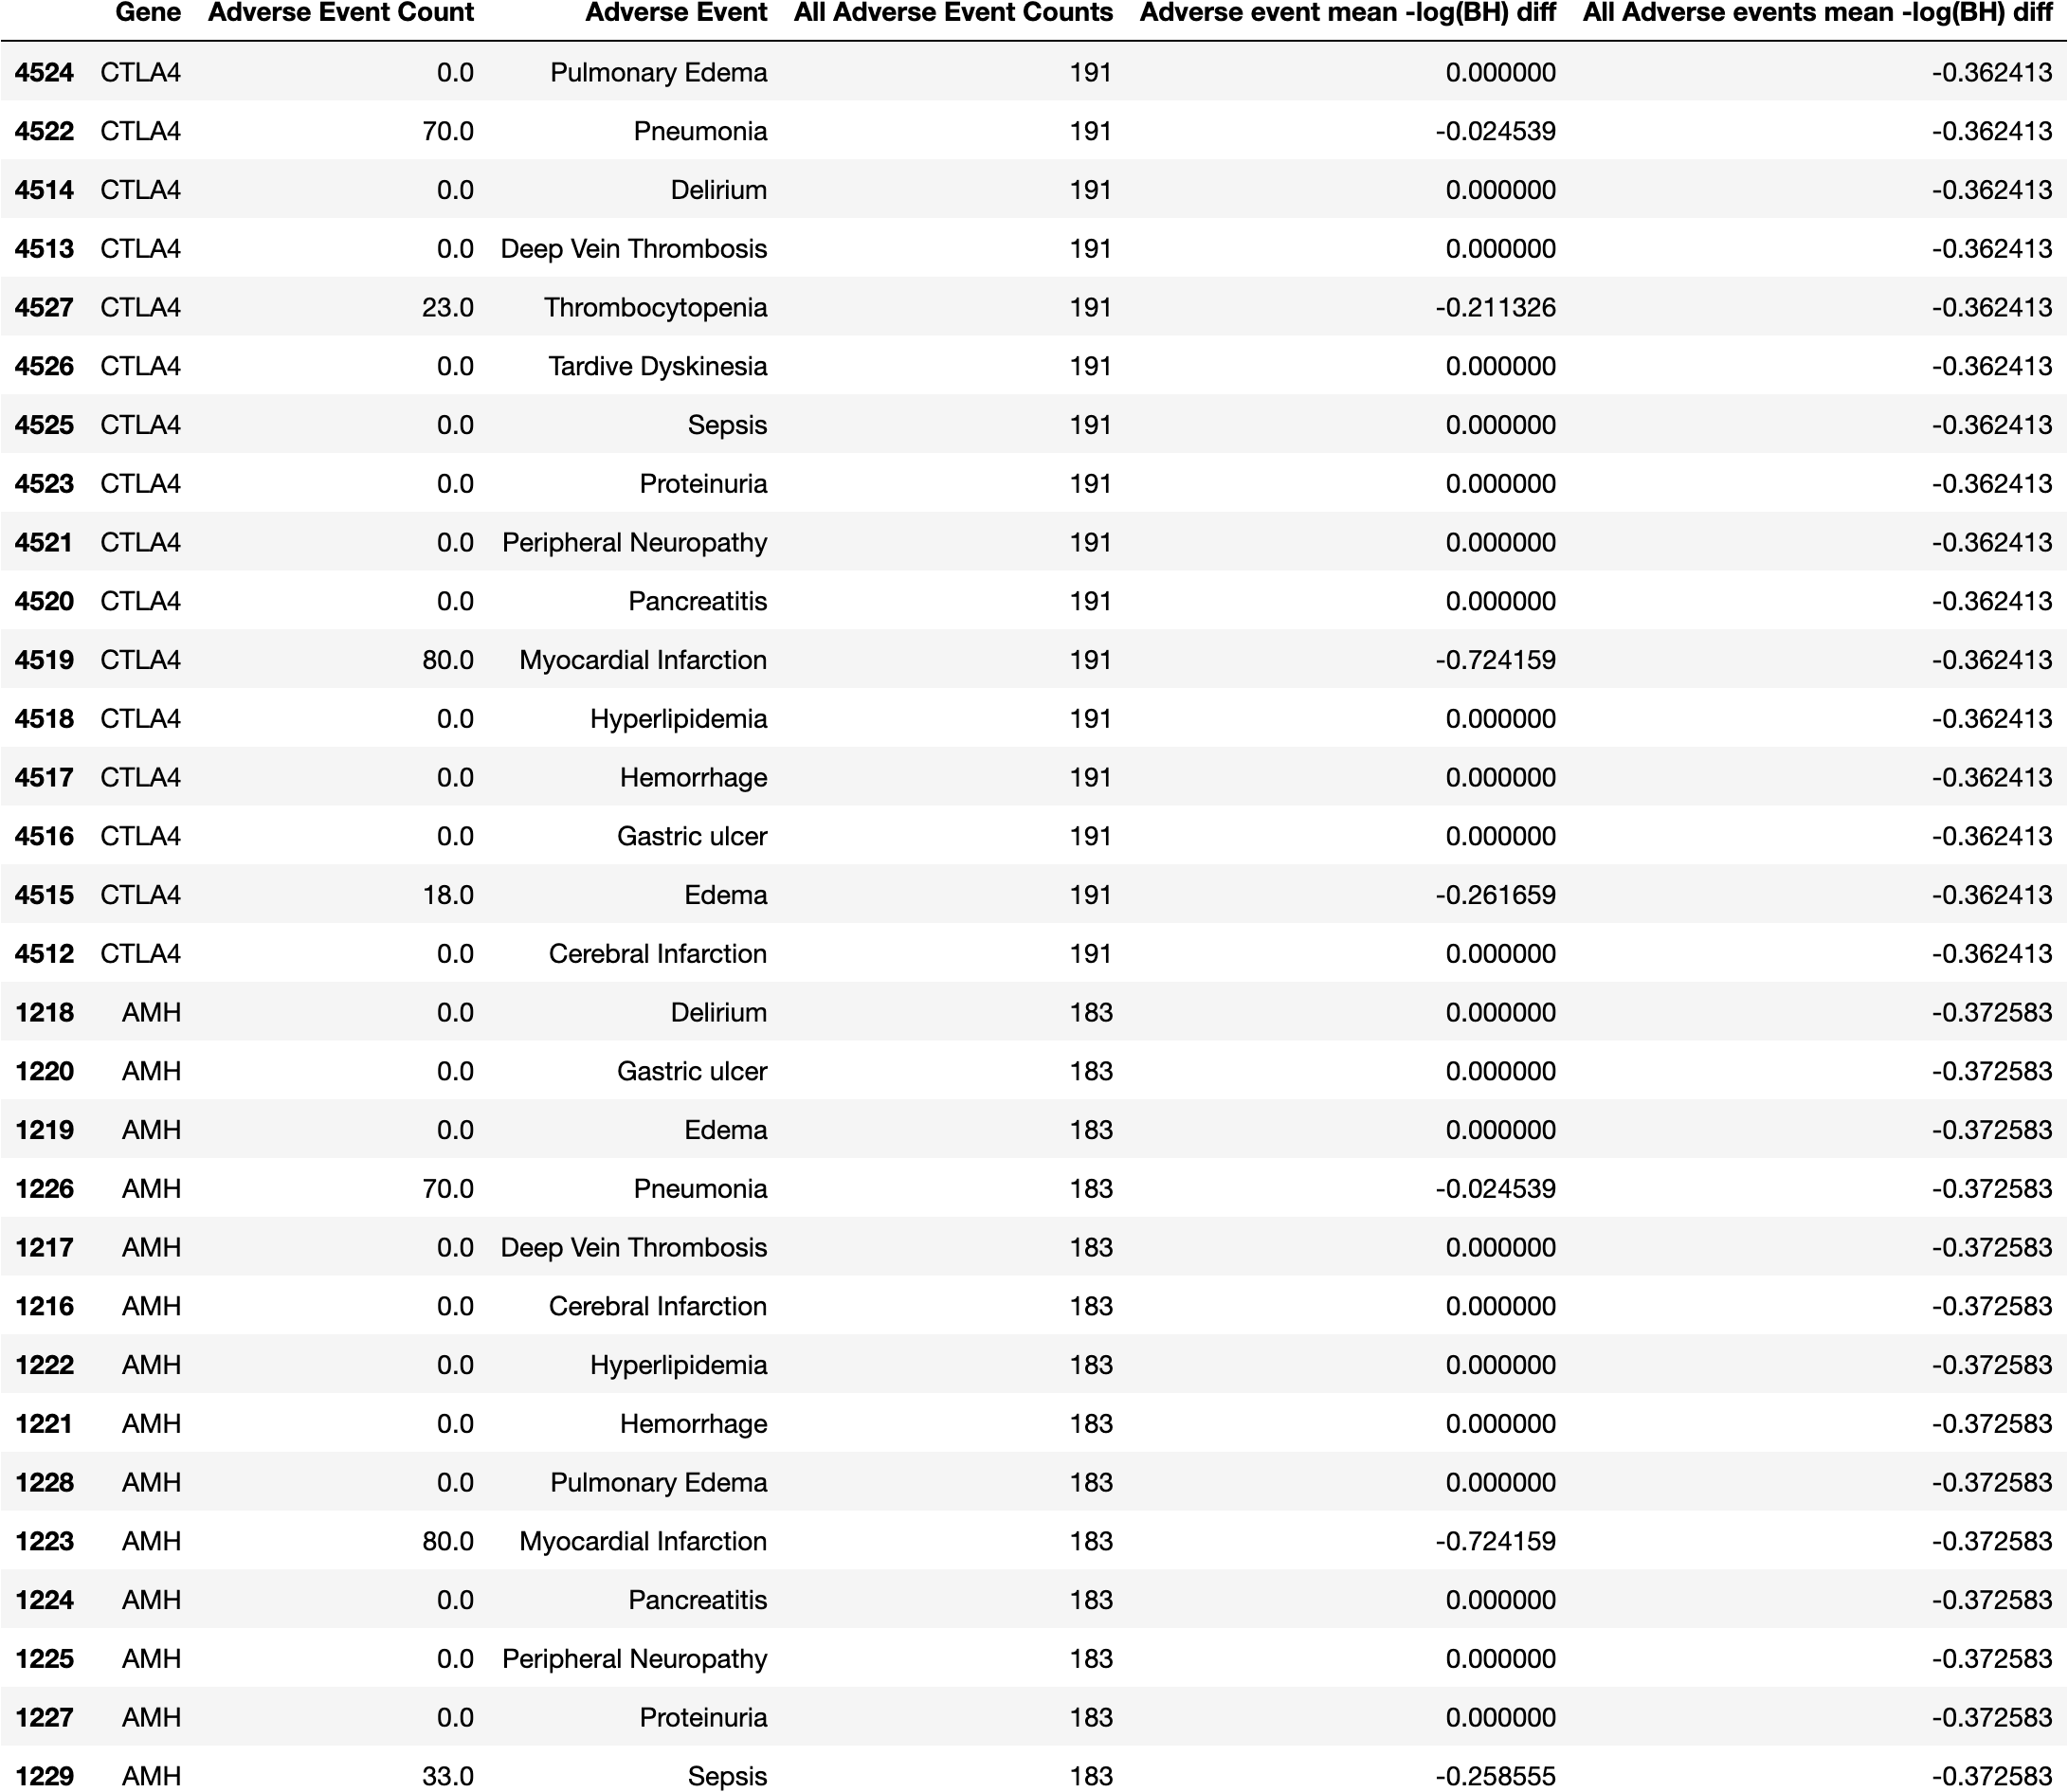 Gene Adverse Event Count Adverse Event All Adverse Event Counts Adverse event mean -log(BH) diff All Adverse events mean -log(BH) diff
4524 CTLA4 0.0 Pulmonary Edema 191 0.000000 -0.362413
4522 CTLA4 70.0 Pneumonia 191 -0.024539 -0.362413
4514 CTLA4 0.0 Delirium 191 0.000000 -0.362413
4513 CTLA4 0.0 Deep Vein Thrombosis 191 0.000000 -0.362413
4527 CTLA4 23.0 Thrombocytopenia 191 -0.211326 -0.362413
4526 CTLA4 0.0 Tardive Dyskinesia 191 0.000000 -0.362413
4525 CTLA4 0.0 Sepsis 191 0.000000 -0.362413
4523 CTLA4 0.0 Proteinuria 191 0.000000 -0.362413
4521 CTLA4 0.0 Peripheral Neuropathy 191 0.000000 -0.362413
4520 CTLA4 0.0 Pancreatitis 191 0.000000 -0.362413
4519 CTLA4 80.0 Myocardial Infarction 191 -0.724159 -0.362413
4518 CTLA4 0.0 Hyperlipidemia 191 0.000000 -0.362413
4517 CTLA4 0.0 Hemorrhage 191 0.000000 -0.362413
4516 CTLA4 0.0 Gastric ulcer 191 0.000000 -0.362413
4515 CTLA4 18.0 Edema 191 -0.261659 -0.362413
4512 CTLA4 0.0 Cerebral Infarction 191 0.000000 -0.362413
1218 AMH 0.0 Delirium 183 0.000000 -0.372583
1220 AMH 0.0 Gastric ulcer 183 0.000000 -0.372583
1219 AMH 0.0 Edema 183 0.000000 -0.372583
1226 AMH 70.0 Pneumonia 183 -0.024539 -0.372583
1217 AMH 0.0 Deep Vein Thrombosis 183 0.000000 -0.372583
1216 AMH 0.0 Cerebral Infarction 183 0.000000 -0.372583
1222 AMH 0.0 Hyperlipidemia 183 0.000000 -0.372583
1221 AMH 0.0 Hemorrhage 183 0.000000 -0.372583
1228 AMH 0.0 Pulmonary Edema 183 0.000000 -0.372583
1223 AMH 80.0 Myocardial Infarction 183 -0.724159 -0.372583
1224 AMH 0.0 Pancreatitis 183 0.000000 -0.372583
1225 AMH 0.0 Peripheral Neuropathy 183 0.000000 -0.372583
1227 AMH 0.0 Proteinuria 183 0.000000 -0.372583
1229 AMH 33.0 Sepsis 183 -0.258555 -0.372583